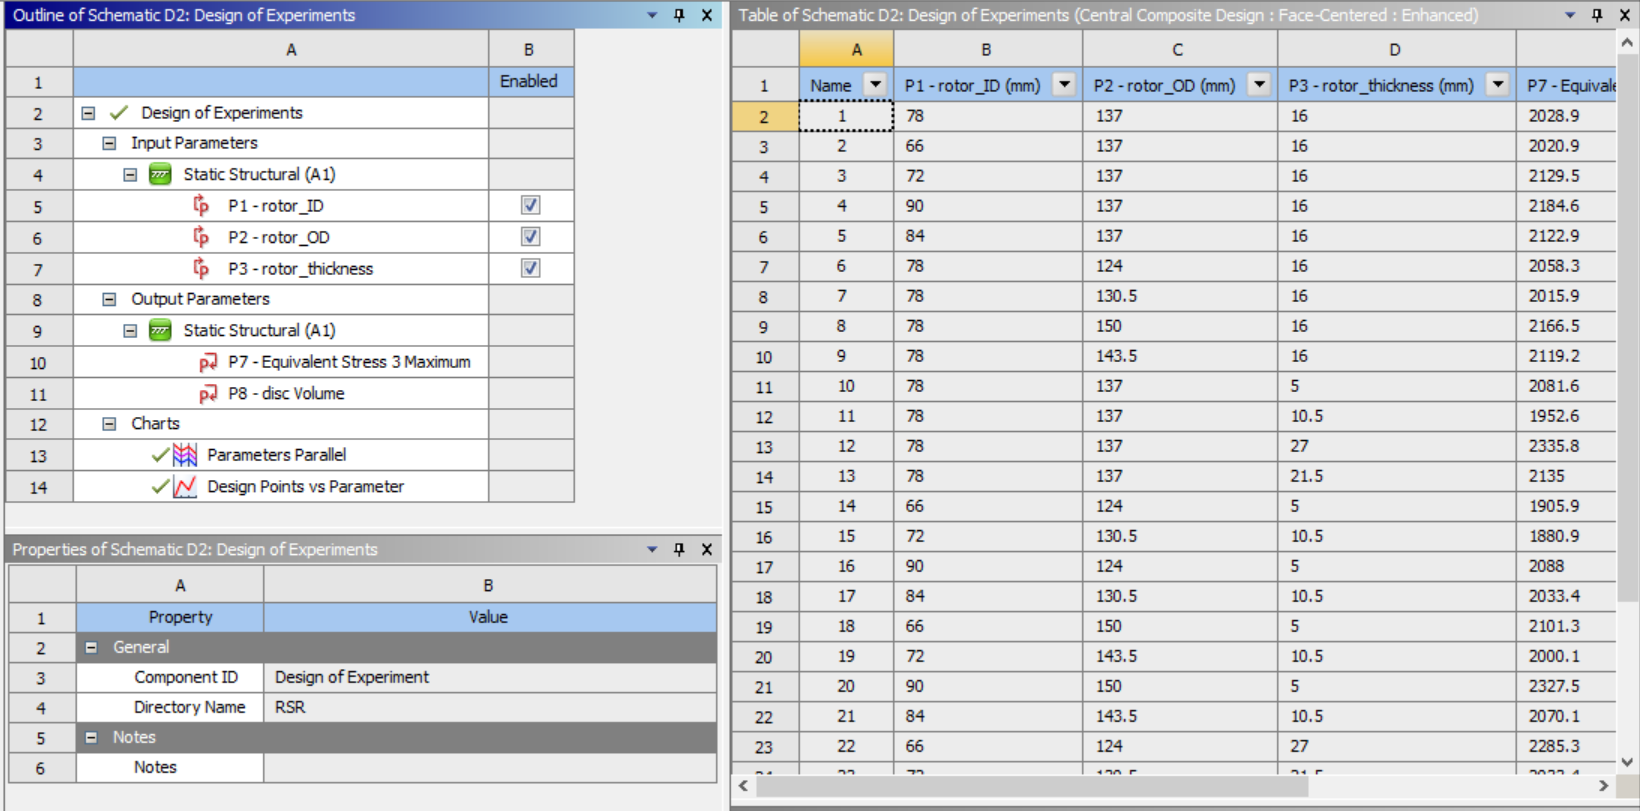 Outline of Schematic D2: Design of Experiments
A B
1 Enabled
2 Design of Experiments
3 Input Parameters
4 Static Structural (A1)
5 P1 - rotor_ID
6 P2 - rotor_OD
7 P3 - rotor_thickness
8 Output Parameters
9 Static Structural (A1)
10 P7 - Equivalent Stress 3 Maximum
11 P8 - disc Volume
12 Charts
13 Parameters Parallel
14 Design Points vs Parameter
Properties of Schematic D2: Design of Experiments
A B
1 Property Value
2 General
3 Component ID Design of Experiment
4 Directory Name RSR
5 Notes
6 Notes
Table of Schematic D2: Design of Experiments (Central Composite Design : Face-Centered : Enhanced)
A B C D
1 Name P1 - rotor_ID (mm) P2 - rotor_OD (mm) P3 - rotor_thickness (mm) P7 - Equivale
2 1 78 137 16 2028.9
3 2 66 137 16 2020.9
4 3 72 137 16 2129.5
5 4 90 137 16 2184.6
6 5 84 137 16 2122.9
7 6 78 124 16 2058.3
8 7 78 130.5 16 2015.9
9 8 78 150 16 2166.5
10 9 78 143.5 16 2119.2
11 10 78 137 5 2081.6
12 11 78 137 10.5 1952.6
13 12 78 137 27 2335.8
14 13 78 137 21.5 2135
15 14 66 124 5 1905.9
16 15 72 130.5 10.5 1880.9
17 16 90 124 5 2088
18 17 84 130.5 10.5 2033.4
19 18 66 150 5 2101.3
20 19 72 143.5 10.5 2000.1
21 20 90 150 5 2327.5
22 21 84 143.5 10.5 2070.1
23 22 66 124 27 2285.3